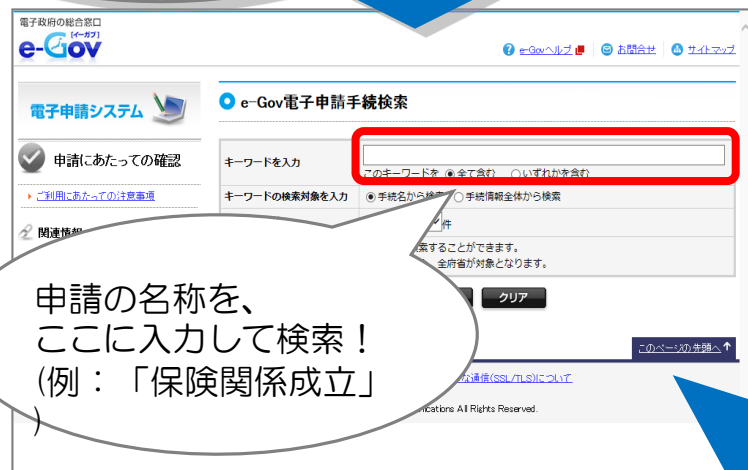 電子政府の総合窓口
[イーガブ]
e-Gov
e-Govヘルプ
お問合せ
サイトマップ
電子申請システム
e-Gov電子申請手続検索
申請にあたっての確認
キーワードを入力
このキーワードを 全て含む いずれかを含む
ご利用にあたっての注意事項
キーワードの検索対象を入力
手続名から検索 手続情報全体から検索
関連情報
件
索することができます。
全府省が対象となります。
クリア
申請の名称を、
ここに入力して検索！
(例：「保険関係成立」
)
このページの先頭へ
な通信(SSL/TLS)について
ications All Rights Reserved.